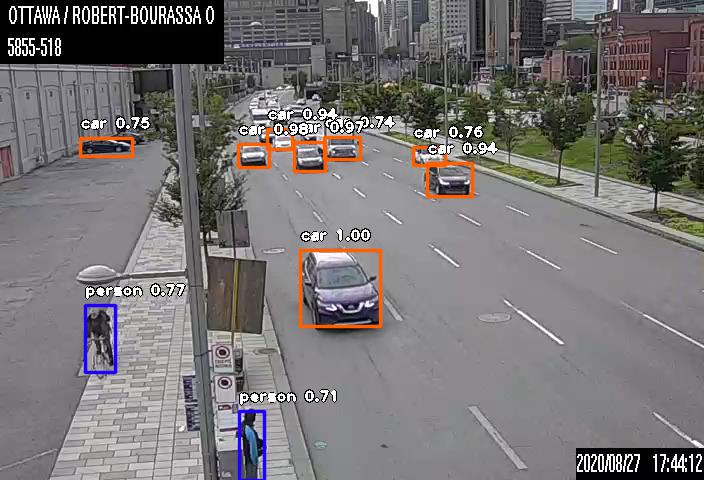 OTTAWA / ROBERT-BOURASSA O
5855-518
car 0.75
car 0.94
car 0.98
car 0.97
0.74
car 0.76
car 0.94
car 1.00
person 0.77
person 0.71
2020/08/27 17:44:12